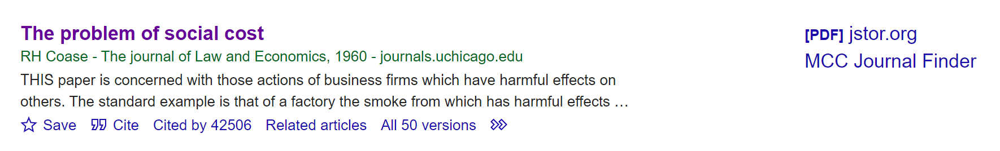 The problem of social cost
[PDF] jstor.org
RH Coase - The journal of Law and Economics, 1960 - journals.uchicago.edu
MCC Journal Finder
THIS paper is concerned with those actions of business firms which have harmful effects on
others. The standard example is that of a factory the smoke from which has harmful effects …
Save Cite Cited by 42506 Related articles All 50 versions